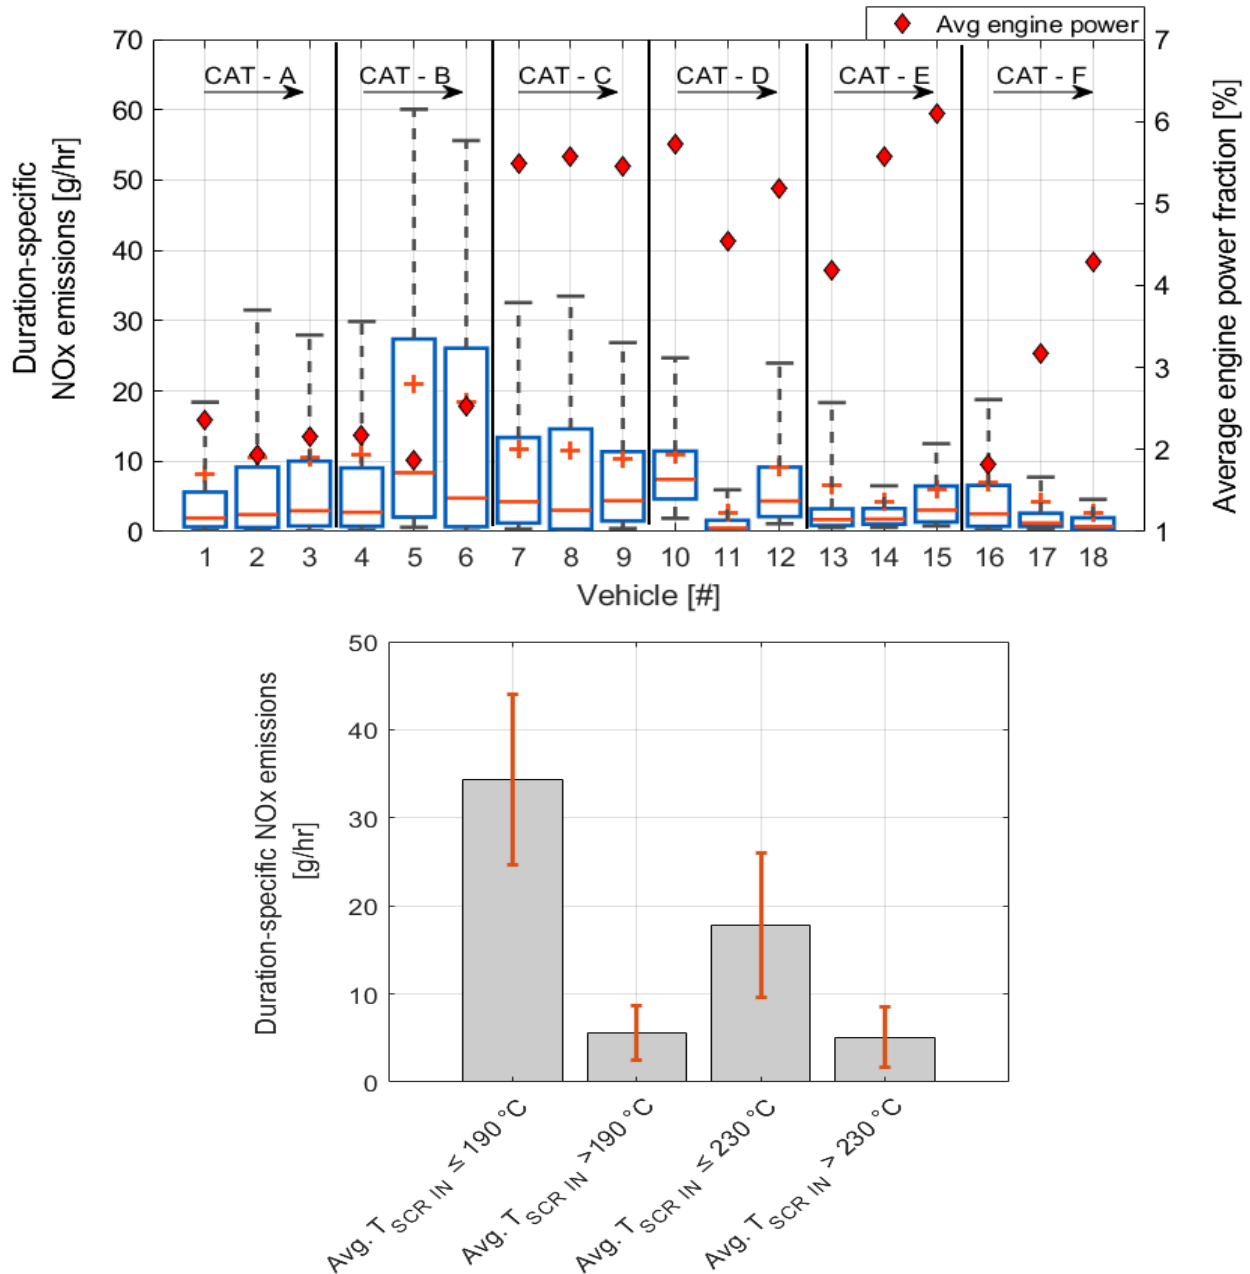 Avg engine power
70
60
50
40
30
20
10
0
Duration-specific
NOx emissions [g/hr]
CAT - A
CAT - B
CAT - C
CAT - D
CAT - E
CAT - F
7
6
5
4
3
2
1
Average engine power fraction [%]
1 2 3 4 5 6 7 8 9 10 11 12 13 14 15 16 17 18
Vehicle [#]
50
40
30
20
10
0
Duration-specific NOx emissions
[g/hr]
Avg. T SCR IN ≤ 190 °C
Avg. T SCR IN >190 °C
Avg. T SCR IN ≤ 230 °C
Avg. T SCR IN > 230 °C